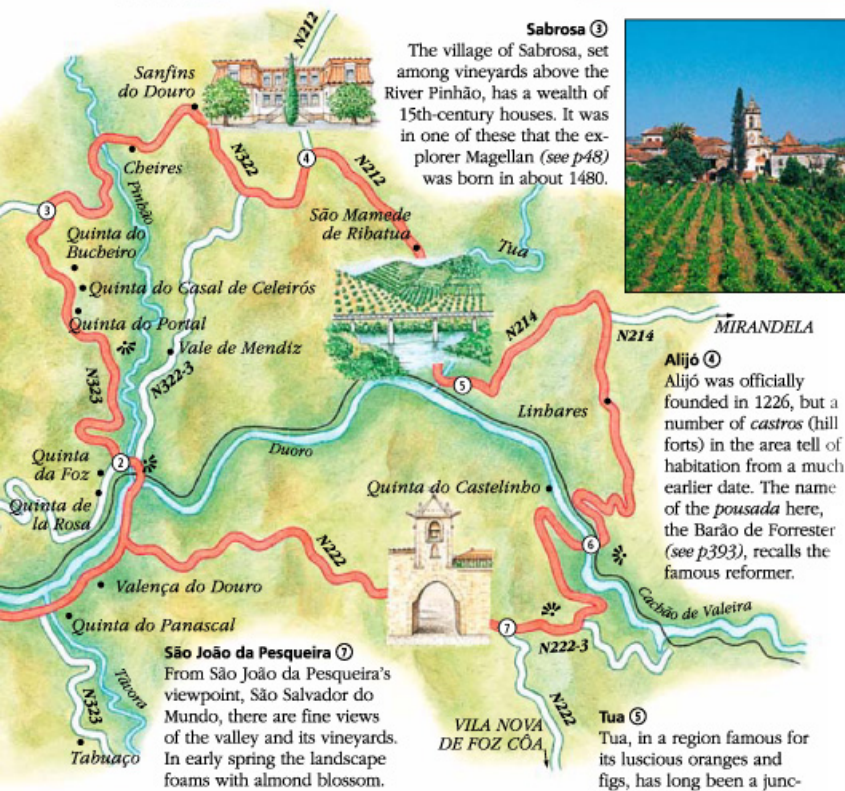 N212
Sabrosa ③
The village of Sabrosa, set
among vineyards above the
River Pinhão, has a wealth of
15th-century houses. It was
in one of these that the ex-
plorer Magellan (see p48)
was born in about 1480.
Sanfins
do Douro
Cheires
N322
④
N212
③
Pinhão
São Mamede
de Ribatua
Tua
Quinta do
Bucheiro
Quinta do Casal de Celeirós
Quinta do Portal
Vale de Mendiz
N322-3
N323
N214
N214
MIRANDELA
⑤
Linhares
Alijó ④
Alijó was officially
founded in 1226, but a
number of castros (hill
forts) in the area tell of
habitation from a much
earlier date. The name
of the pousada here,
the Barão de Forrester
(see p393), recalls the
famous reformer.
Duoro
Quinta
da Foz
②
Quinta de
la Rosa
Quinta do Castelinho
⑥
N222
Valença do Douro
Quinta do Panascal
Cachão de Valeira
⑦
N222-3
N222
VILA NOVA
DE FOZ CÔA
Távora
N323
Tabuaço
São João da Pesqueira ⑦
From São João da Pesqueira's
viewpoint, São Salvador do
Mundo, there are fine views
of the valley and its vineyards.
In early spring the landscape
foams with almond blossom.
Tua ⑤
Tua, in a region famous for
its luscious oranges and
figs, has long been a junc-